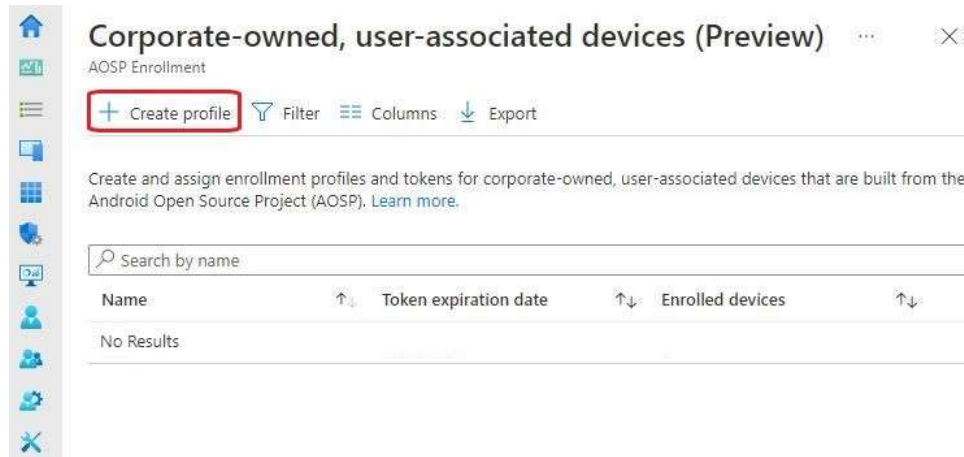 Corporate-owned, user-associated devices (Preview) ...
AOSP Enrollment
Create profile Filter Columns Export
Create and assign enrollment profiles and tokens for corporate-owned, user-associated devices that are built from the
Android Open Source Project (AOSP). Learn more.
Search by name
Name Token expiration date Enrolled devices
No Results